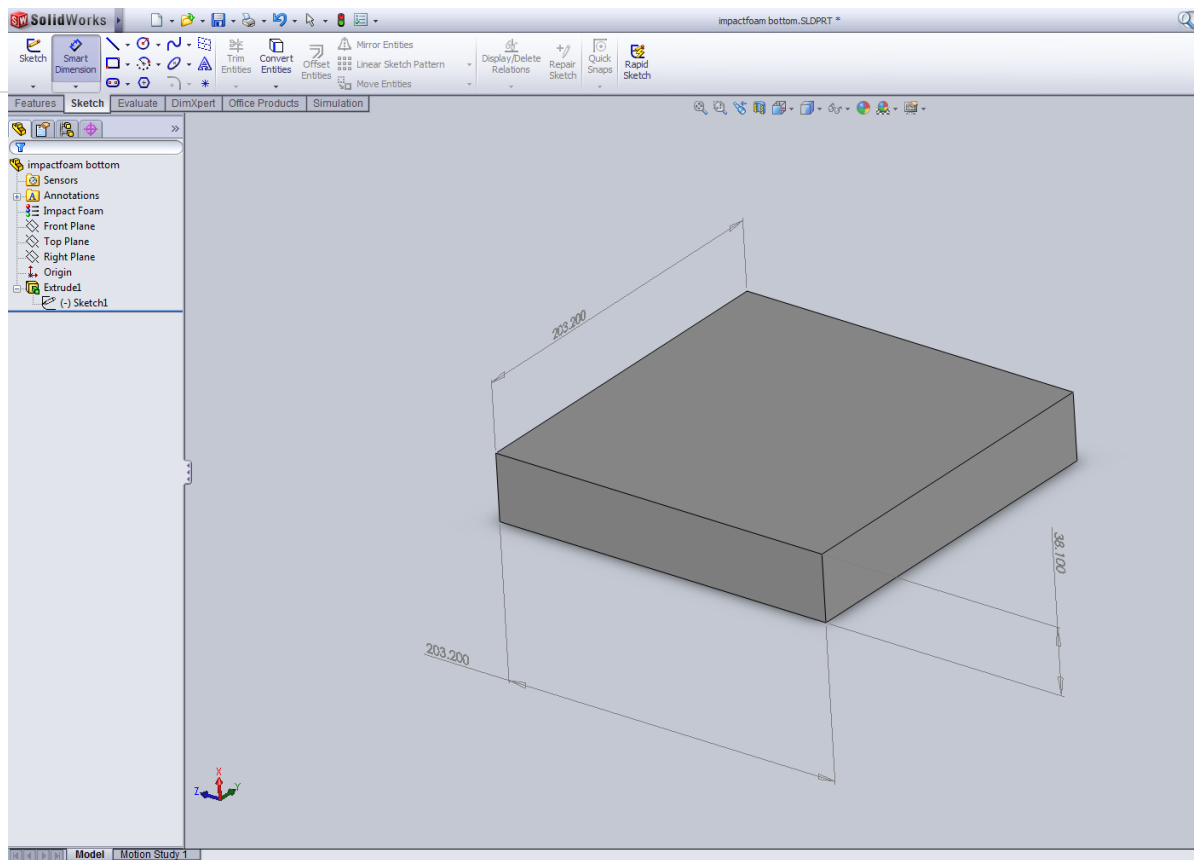 SolidWorks
impactfoam bottom.SLDPRT *
Sketch
Smart
Dimension
Trim
Entities
Convert
Entities
Offset
Entities
Mirror Entities
Linear Sketch Pattern
Move Entities
Display/Delete
Relations
Repair
Sketch
Quick
Snaps
Rapid
Sketch
Features Sketch Evaluate DimXpert Office Products Simulation
impactfoam bottom
Sensors
Annotations
Impact Foam
Front Plane
Top Plane
Right Plane
Origin
Extrude1
(-) Sketch1
203.200
38.100
203.200
X
Y
Z
Model Motion Study 1